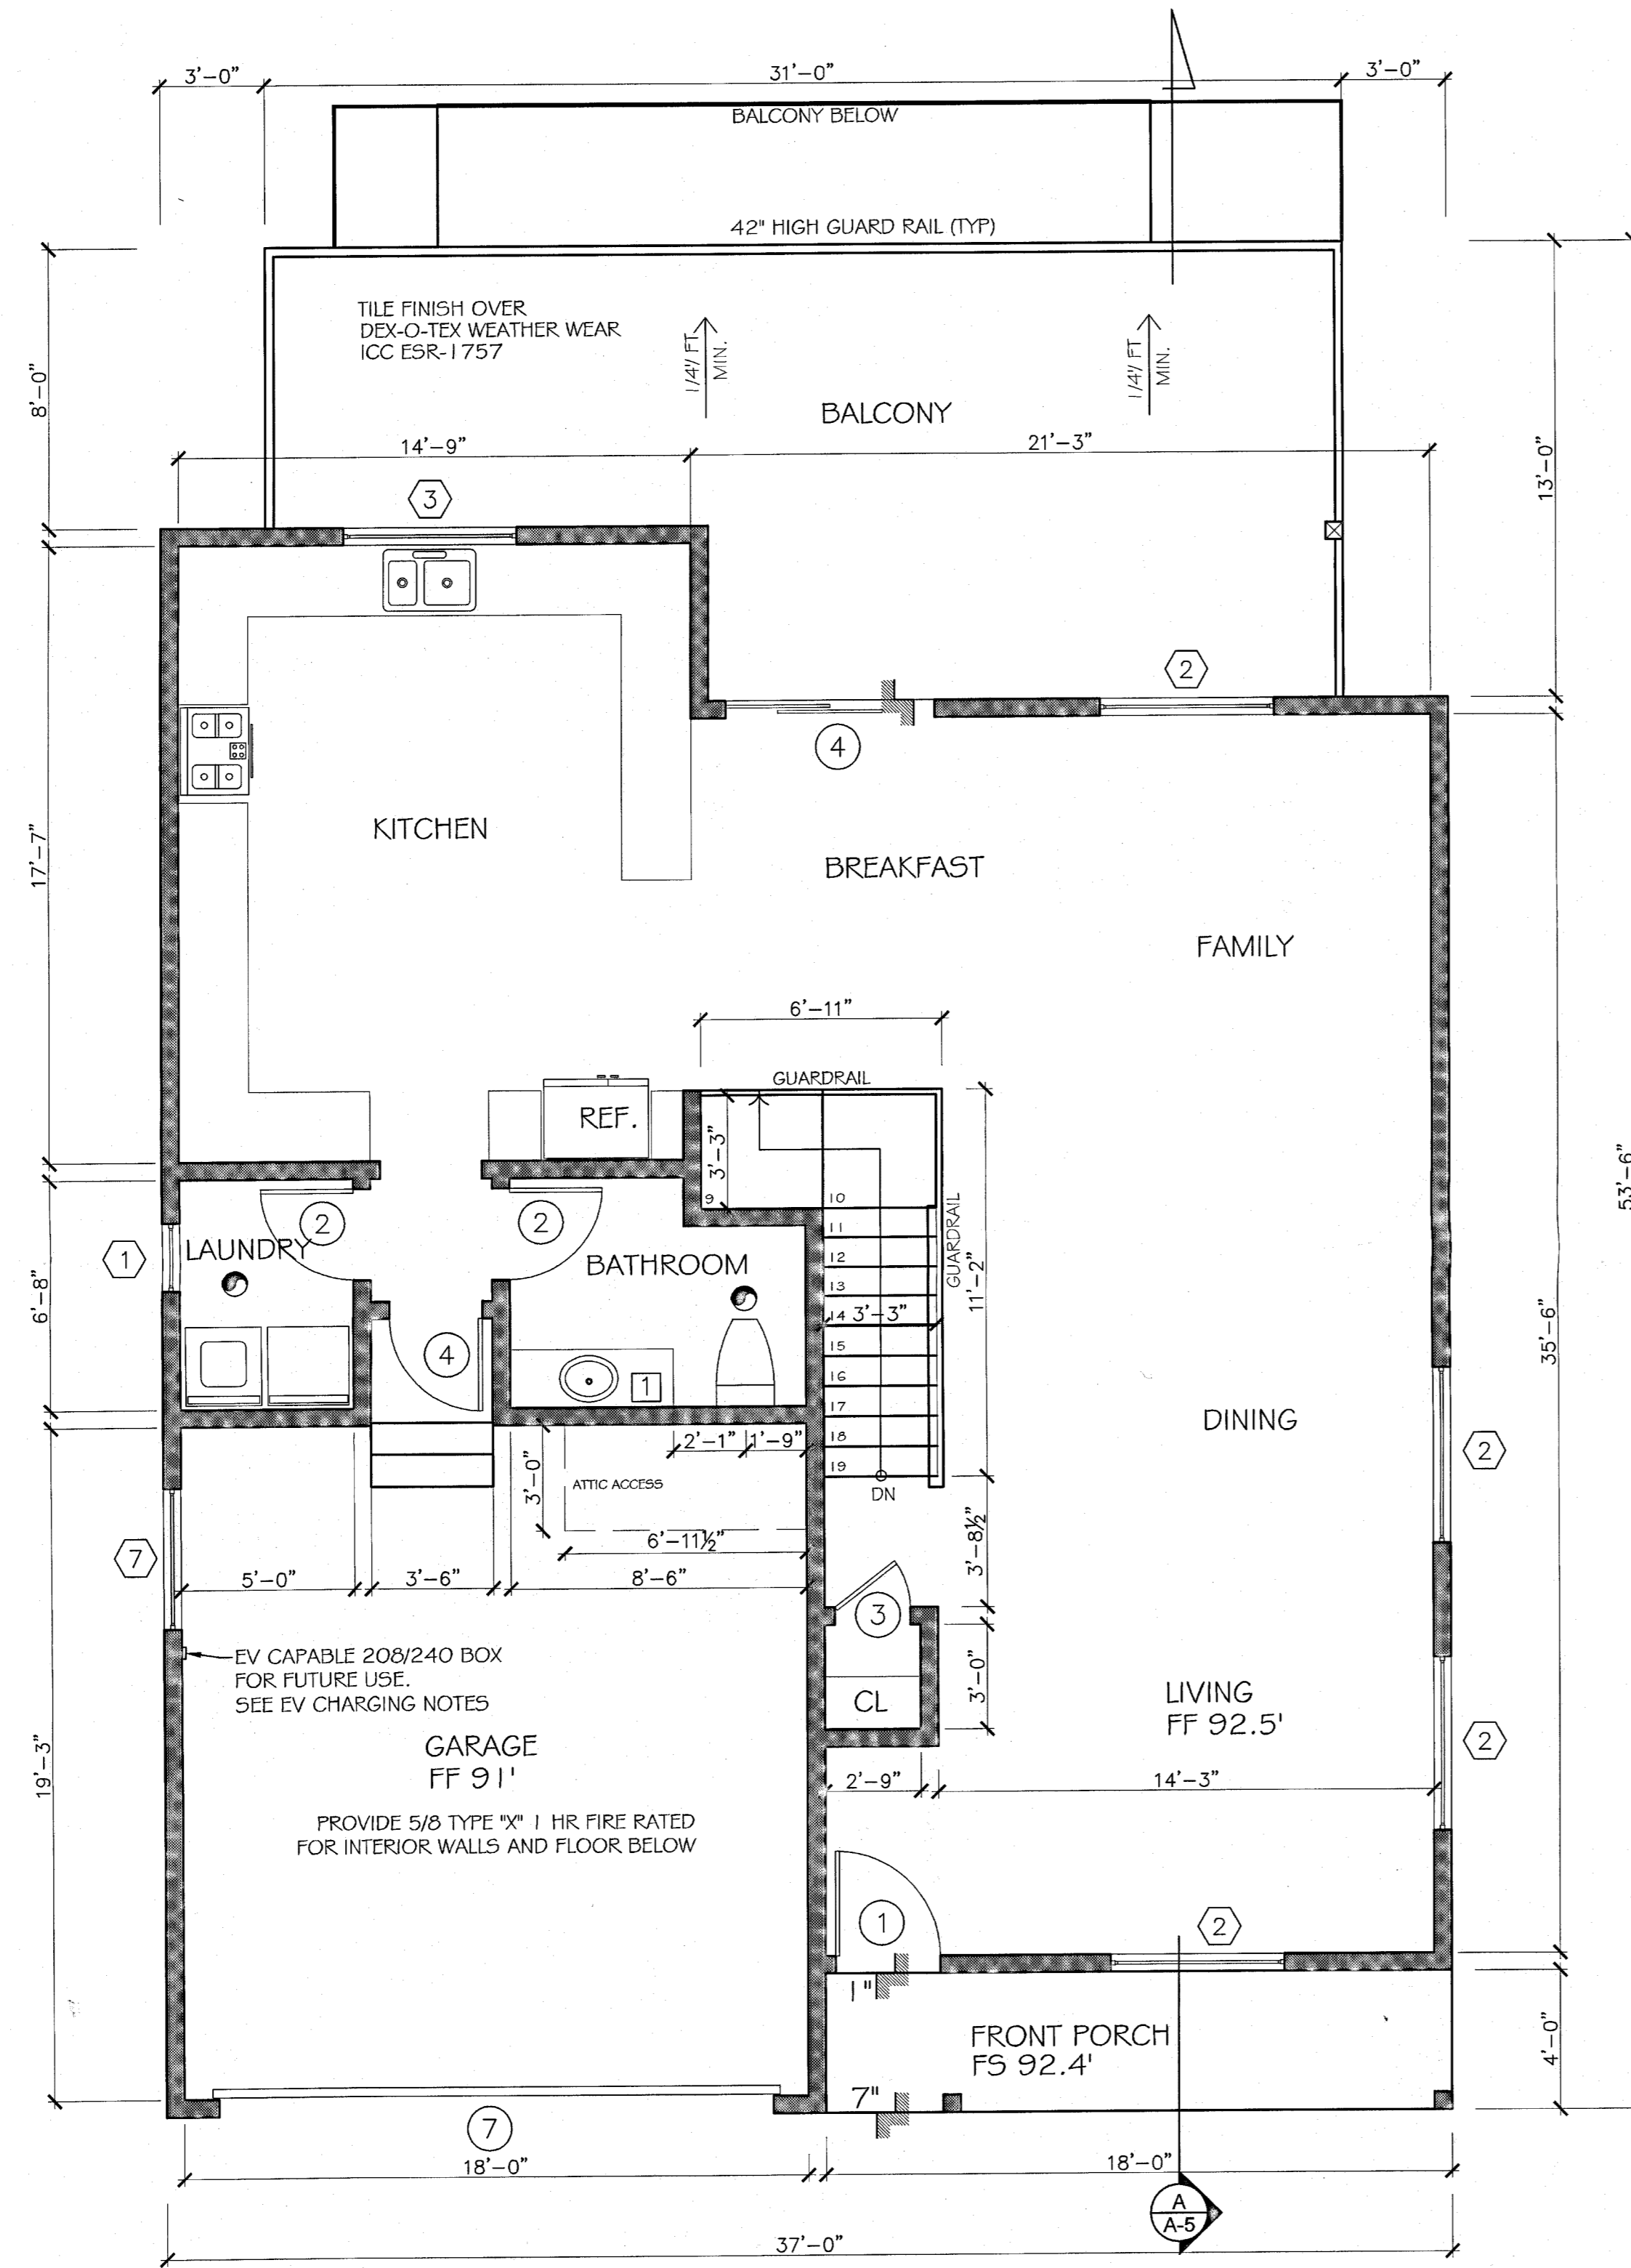 3'-0"
31'-0"
3'-0"
BALCONY BELOW
42" HIGH GUARD RAIL (TYP)
TILE FINISH OVER
DEX-O-TEX WEATHER WEAR
ICC ESR-1757
1/4"/ FT
MIN.
1/4"/ FT
MIN.
8'-0"
BALCONY
14'-9"
21'-3"
13'-0"
3
2
4
KITCHEN
17'-7"
BREAKFAST
FAMILY
6'-11"
GUARDRAIL
REF.
3'-3"
53'-6"
9
10
11
12
13
14
3'-3"
15
16
17
18
19
DN
GUARDRAIL
11'-2"
2
2
1
LAUNDRY
BATHROOM
6'-8"
4
1
35'-6"
DINING
2
2'-1"
1'-9"
3'-0"
ATTIC ACCESS
6'-11½"
3'-8½"
7
5'-0"
3'-6"
8'-6"
3
EV CAPABLE 208/240 BOX
FOR FUTURE USE.
SEE EV CHARGING NOTES
3'-0"
CL
LIVING
FF 92.5'
2
GARAGE
FF 91'
19'-3"
2'-9"
14'-3"
PROVIDE 5/8 TYPE "X" 1 HR FIRE RATED
FOR INTERIOR WALLS AND FLOOR BELOW
1
2
1"
FRONT PORCH
FS 92.4'
4'-0"
7"
7
18'-0"
18'-0"
A
A-5
37'-0"